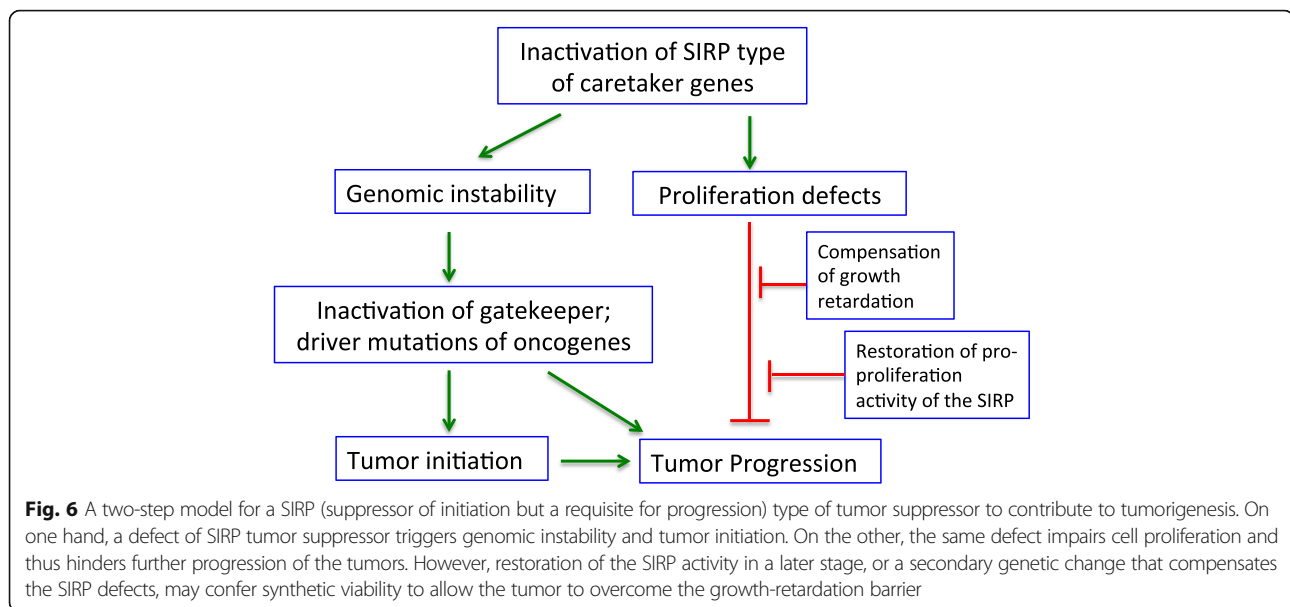 Inactivation of SIRP type
of caretaker genes
Genomic instability
Proliferation defects
Compensation
of growth
retardation
Inactivation of gatekeeper;
driver mutations of oncogenes
Restoration of pro-
proliferation
activity of the SIRP
Tumor initiation
Tumor Progression
Fig. 6 A two-step model for a SIRP (suppressor of initiation but a requisite for progression) type of tumor suppressor to contribute to tumorigenesis. On
one hand, a defect of SIRP tumor suppressor triggers genomic instability and tumor initiation. On the other, the same defect impairs cell proliferation and
thus hinders further progression of the tumors. However, restoration of the SIRP activity in a later stage, or a secondary genetic change that compensates
the SIRP defects, may confer synthetic viability to allow the tumor to overcome the growth-retardation barrier